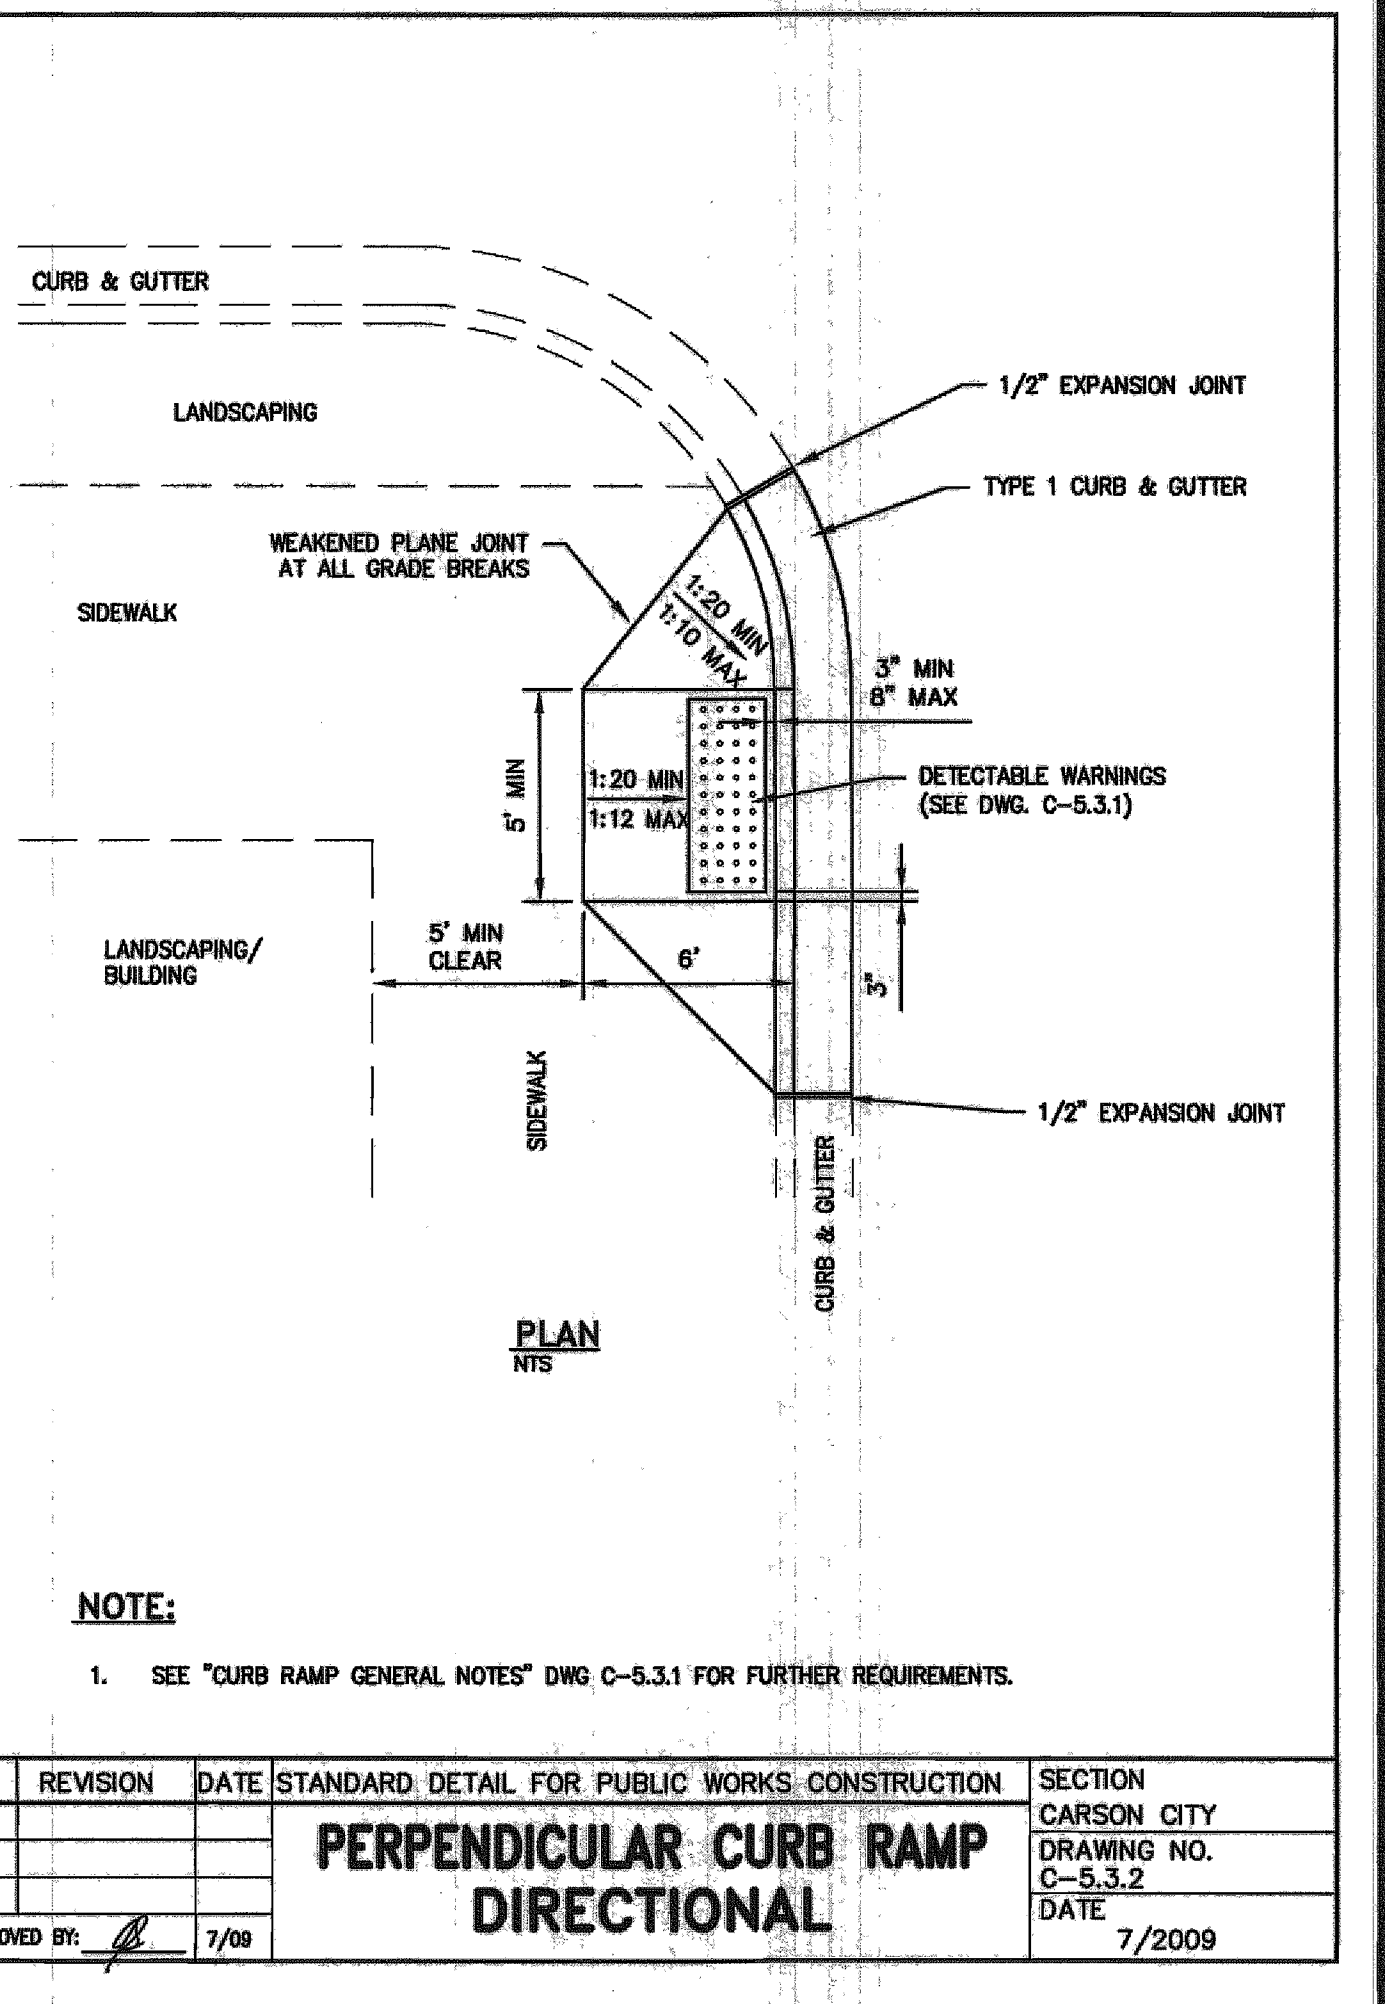 CURB & GUTTER
LANDSCAPING
1/2" EXPANSION JOINT
TYPE 1 CURB & GUTTER
WEAKENED PLANE JOINT
AT ALL GRADE BREAKS
SIDEWALK
1:20 MIN
1:10 MAX
3" MIN
8" MAX
5' MIN
1:20 MIN
1:12 MAX
DETECTABLE WARNINGS
(SEE DWG. C-5.3.1)
LANDSCAPING/
BUILDING
5' MIN
CLEAR
6'
3"
SIDEWALK
1/2" EXPANSION JOINT
CURB & GUTTER
PLAN
NTS
NOTE:
1. SEE "CURB RAMP GENERAL NOTES" DWG C-5.3.1 FOR FURTHER REQUIREMENTS.
REVISION DATE STANDARD DETAIL FOR PUBLIC WORKS CONSTRUCTION
PERPENDICULAR CURB RAMP
DIRECTIONAL
SECTION
CARSON CITY
DRAWING NO.
C-5.3.2
DATE
7/2009
OVED BY: 7/09